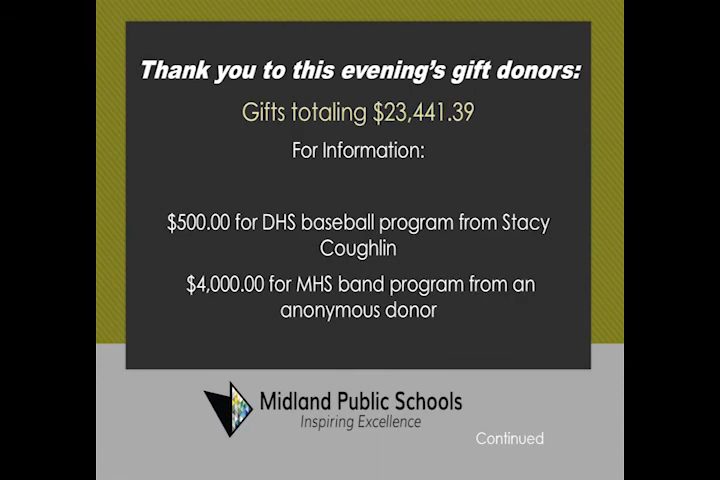 Thank you to this evening's gift donors:
Gifts totaling $23,441.39
For Information:
$500.00 for DHS baseball program from Stacy
Coughlin
$4,000.00 for MHS band program from an
anonymous donor
Midland Public Schools
Inspiring Excellence
Continued